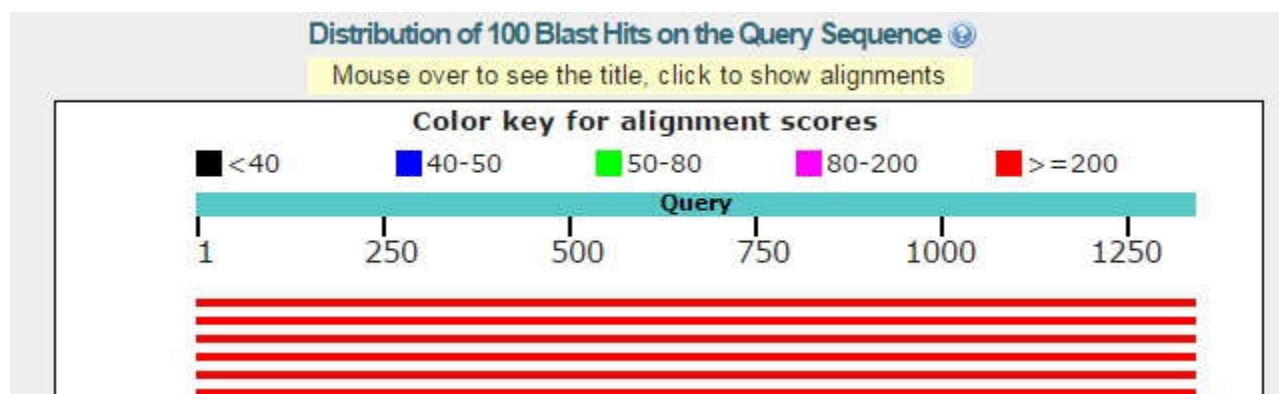 Distribution of 100 Blast Hits on the Query Sequence
Mouse over to see the title, click to show alignments
Color key for alignment scores
<40 40-50 50-80 80-200 >=200
Query
1 250 500 750 1000 1250